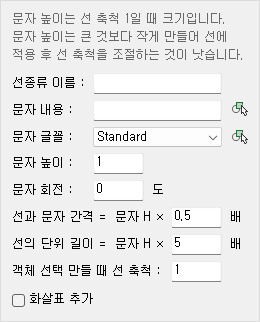 문자 높이는 선 축척 1일 때 크기입니다.
문자 높이는 큰 것보다 작게 만들어 선에
적용 후 선 축척을 조절하는 것이 낫습니다.
선종류 이름 :
문자 내용 :
문자 글꼴 : Standard
문자 높이 : 1
문자 회전 : 0 도
선과 문자 간격 = 문자 H × 0,5 배
선의 단위 길이 = 문자 H × 5 배
객체 선택 만들 때 선 축척 : 1
화살표 추가